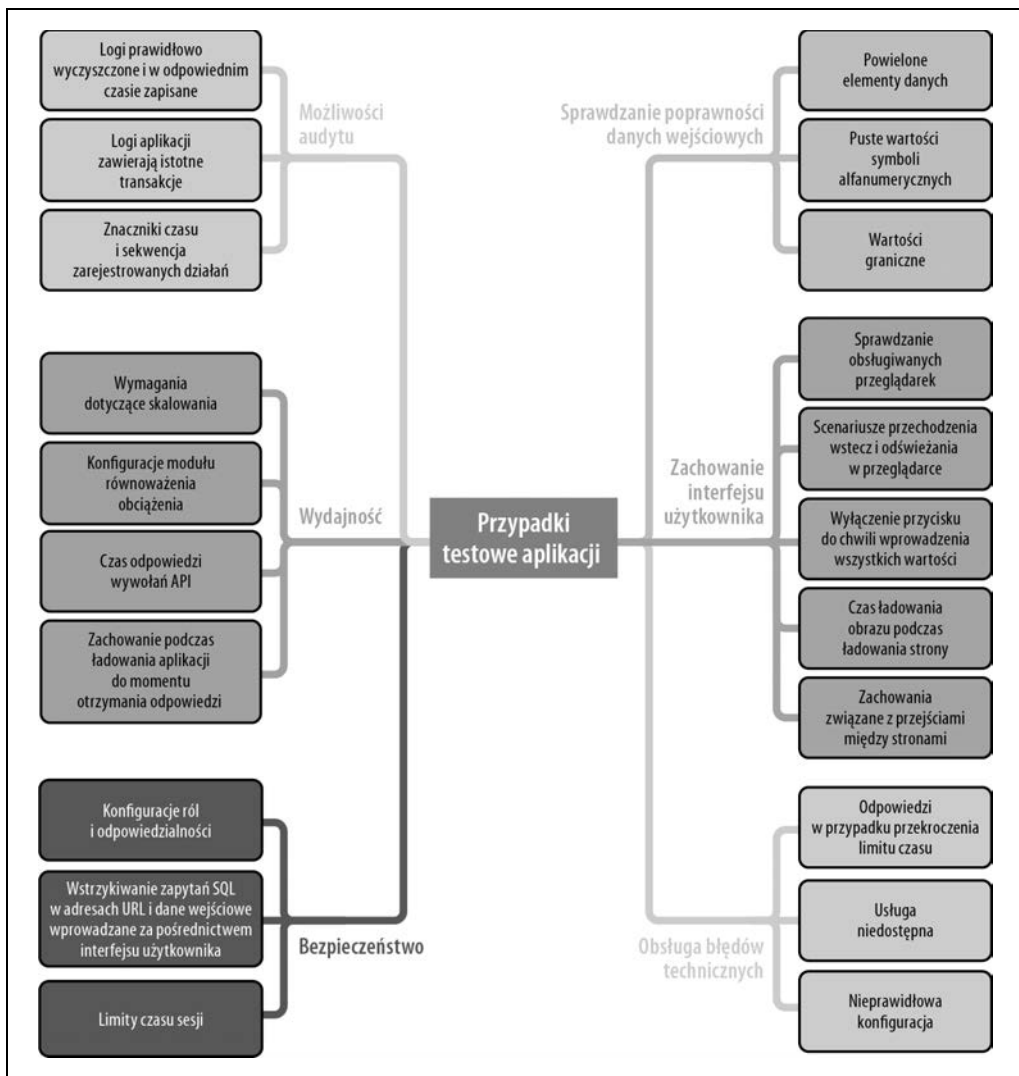 Logi prawidłowo
wyczyszczone i w odpowiednim
czasie zapisane
Logi aplikacji
zawierają istotne
transakcje
Znaczniki czasu
i sekwencja
zarejestrowanych działań
Możliwości
audytu
Wymagania
dotyczące skalowania
Konfiguracje modułu
równoważenia
obciążenia
Czas odpowiedzi
wywołań API
Zachowanie podczas
ładowania aplikacji
do momentu
otrzymania odpowiedzi
Wydajność
Konfiguracje ról
i odpowiedzialności
Wstrzykiwanie zapytań SQL
w adresach URL i dane wejściowe
wprowadzane za pośrednictwem
interfejsu użytkownika
Limity czasu sesji
Bezpieczeństwo
Przypadki
testowe aplikacji
Sprawdzanie poprawności
danych wejściowych
Powielone
elementy danych
Puste wartości
symboli
alfanumerycznych
Wartości
graniczne
Zachowanie
interfejsu
użytkownika
Sprawdzanie
obsługiwanych
przeglądarek
Scenariusze przechodzenia
wstecz i odświeżania
w przeglądarce
Wyłączenie przycisku
do chwili wprowadzenia
wszystkich wartości
Czas ładowania
obrazu podczas
ładowania strony
Zachowania
związane z przejściami
między stronami
Obsługa błędów
technicznych
Odpowiedzi
w przypadku przekroczenia
limitu czasu
Usługa
niedostępna
Nieprawidłowa
konfiguracja